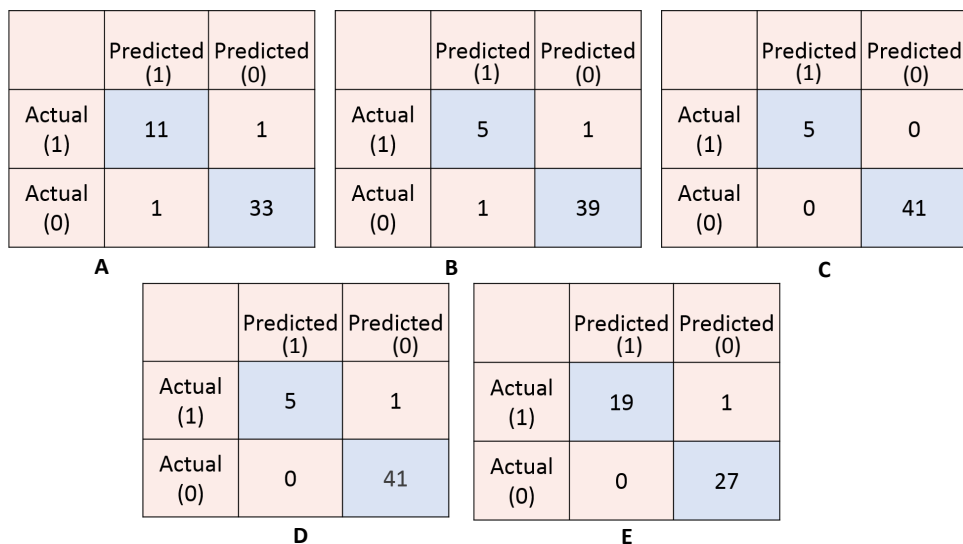 Predicted (1) Predicted (0)
Actual (1) 11 1
Actual (0) 1 33
A
Predicted (1) Predicted (0)
Actual (1) 5 1
Actual (0) 1 39
B
Predicted (1) Predicted (0)
Actual (1) 5 0
Actual (0) 0 41
C
Predicted (1) Predicted (0)
Actual (1) 5 1
Actual (0) 0 41
D
Predicted (1) Predicted (0)
Actual (1) 19 1
Actual (0) 0 27
E